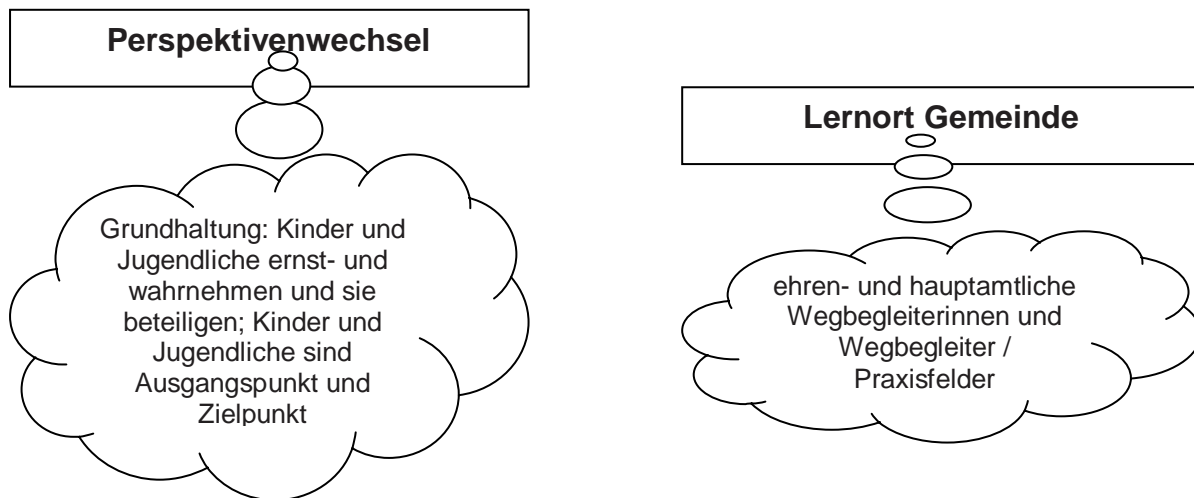 Perspektivenwechsel
Grundhaltung: Kinder und
Jugendliche ernst- und
wahrnehmen und sie
beteiligen; Kinder und
Jugendliche sind
Ausgangspunkt und
Zielpunkt
Lernort Gemeinde
ehren- und hauptamtliche
Wegbegleiterinnen und
Wegbegleiter /
Praxisfelder